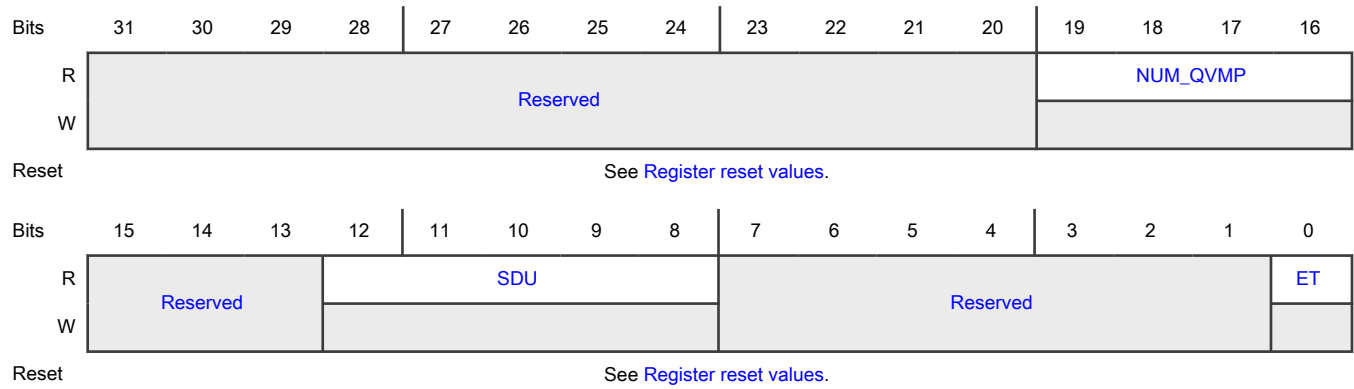 Bits 31 30 29 28 27 26 25 24 23 22 21 20 19 18 17 16
R NUM_QVMP
Reserved
W
Reset See Register reset values.
Bits 15 14 13 12 11 10 9 8 7 6 5 4 3 2 1 0
R SDU ET
Reserved Reserved
W
Reset See Register reset values.